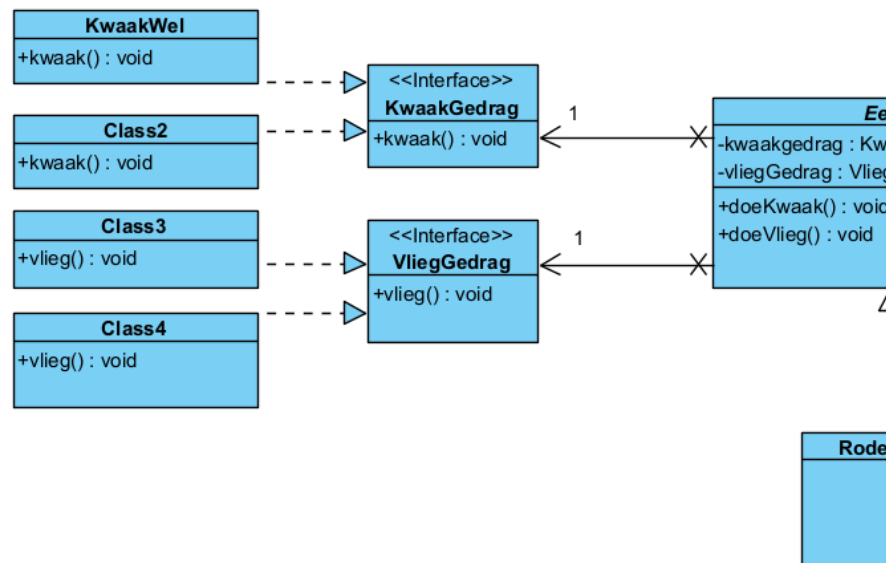 KwaakWel
+kwaak() : void
Class2
+kwaak() : void
Class3
+vlieg() : void
Class4
+vlieg() : void
<<Interface>>
KwaakGedrag
+kwaak() : void
<<Interface>>
VliegGedrag
+vlieg() : void
1
1
Ee
-kwaakgedrag : Kw
-vliegGedrag : Vlieg
+doeKwaak() : void
+doeVlieg() : void
Rode